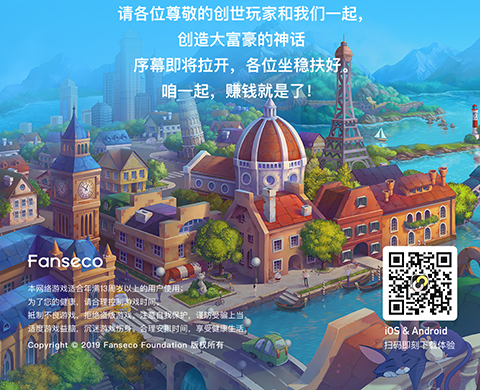 请各位尊敬的创世玩家和我们一起，
创造大富豪的神话
序幕即将拉开，各位坐稳扶好。
咱一起，赚钱就是了！
Fanseco
本网络游戏适合年满13周岁以上的用户使用；
为了您的健康，请合理控制游戏时间。
抵制不良游戏，拒绝盗版游戏。注意自我保护，谨防受骗上当。
适度游戏益脑，沉迷游戏伤身。合理安排时间，享受健康生活。
Copyright © 2019 Fanseco Foundation 版权所有
iOS & Android
扫码即刻下载体验